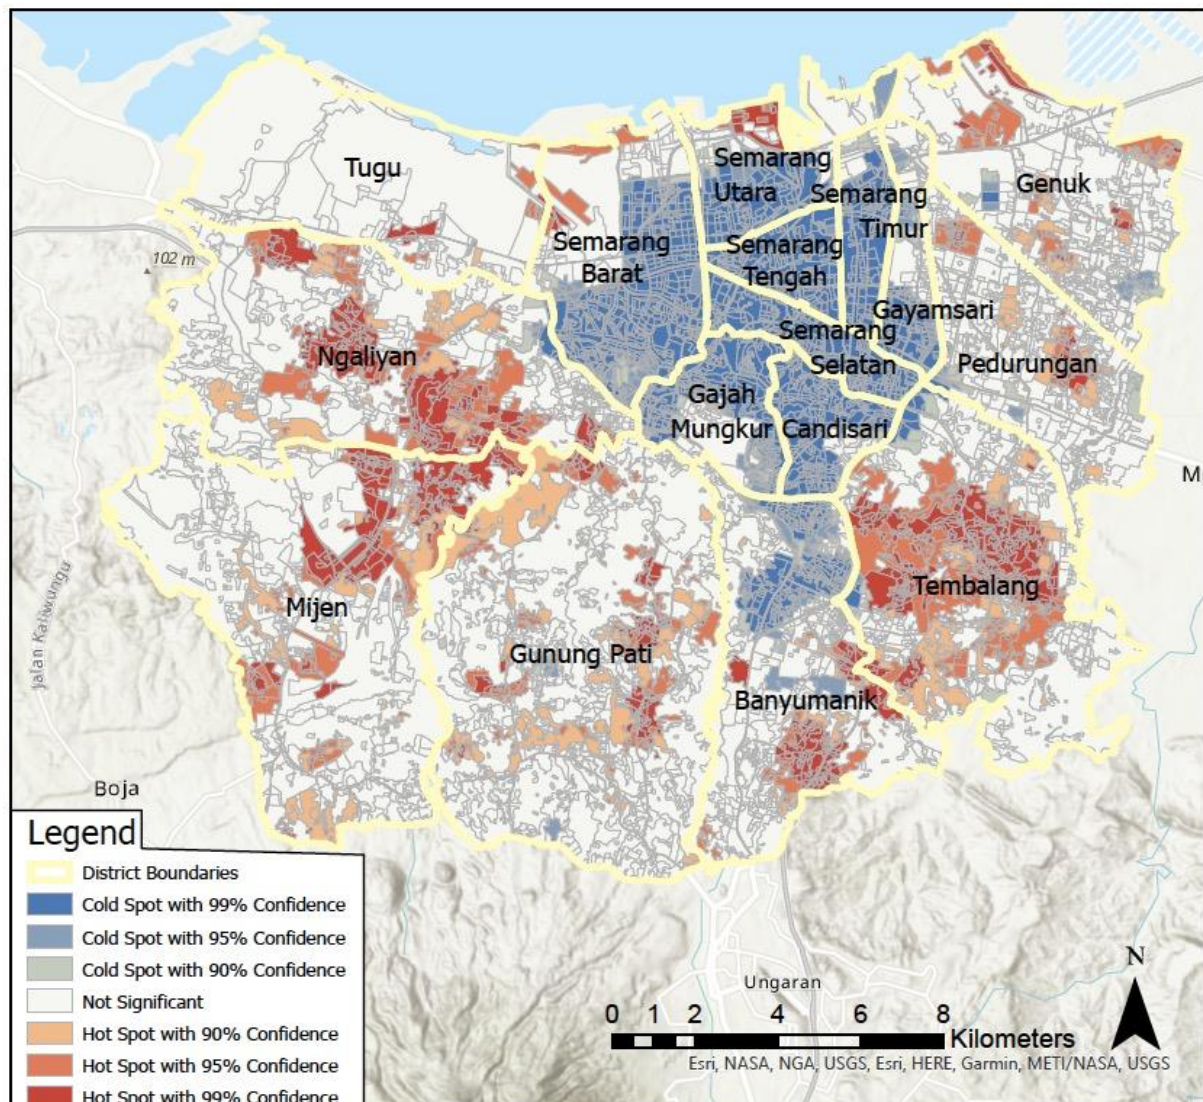 Tugu
Semarang
Utara
Semarang
Timur
Genuk
102 m
Semarang
Barat
Semarang
Tengah
Gayamsari
Ngaliyan
Semarang
Selatan
Pedurungan
Gajah
Mungkur
Candisari
M
Jalan Kaliwungu
Mijen
Tembalang
Gunung Pati
Banyumanik
Boja
Legend
District Boundaries
Cold Spot with 99% Confidence
Cold Spot with 95% Confidence
Cold Spot with 90% Confidence
Not Significant
Hot Spot with 90% Confidence
Hot Spot with 95% Confidence
Hot Spot with 99% Confidence
N
Ungaran
0 1 2 4 6 8
Kilometers
Esri, NASA, NGA, USGS, Esri, HERE, Garmin, METI/NASA, USGS